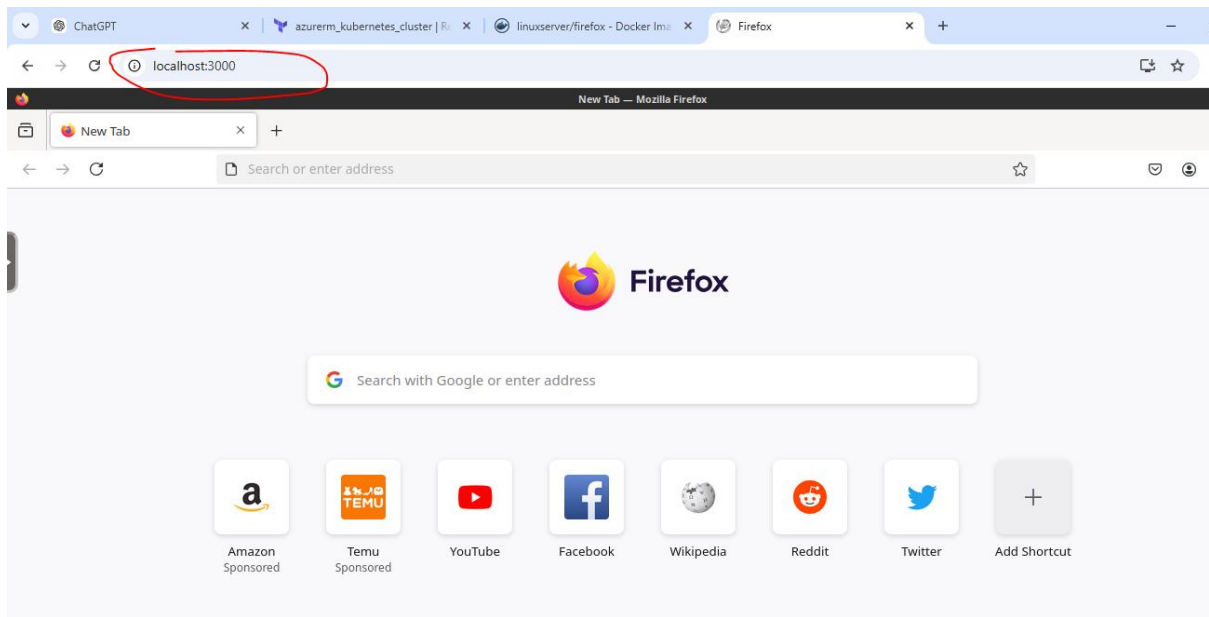 ChatGPT
azurerm_kubernetes_cluster | R
linuxserver/firefox - Docker Ima
Firefox
localhost:3000
New Tab — Mozilla Firefox
New Tab
Search or enter address
Firefox
Search with Google or enter address
a
TEMU
f
Amazon
Sponsored
Temu
Sponsored
YouTube
Facebook
Wikipedia
Reddit
Twitter
Add Shortcut